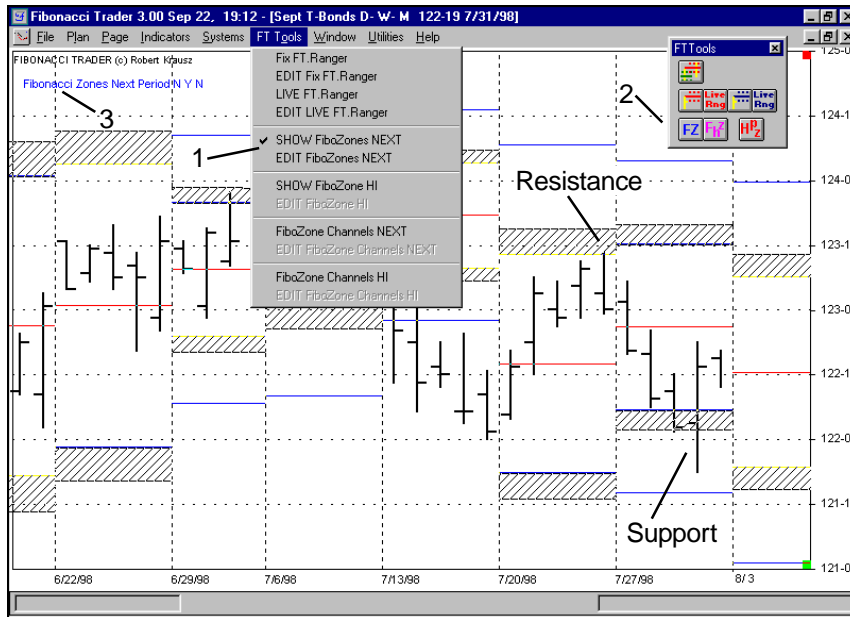 Fibonacci Trader 3.00 Sep 22, 19:12 - [Sept T-Bonds D- W- M 122-19 7/31/98]
File Plan Page Indicators Systems FT Tools Window Utilities Help
FIBONACCI TRADER (c) Robert Krausz
Fibonacci Zones Next Period N Y N
3
1
Fix FT.Ranger
EDIT Fix FT.Ranger
LIVE FT.Ranger
EDIT LIVE FT.Ranger
SHOW FiboZones NEXT
EDIT FiboZones NEXT
SHOW FiboZone HI
EDIT FiboZone HI
FiboZone Channels NEXT
EDIT FiboZone Channels NEXT
FiboZone Channels HI
EDIT FiboZone Channels HI
FT Tools
Live Rng Live Rng
FZ FhZ HPZ
2
Resistance
Support
125-0
124-1
124-0
123-1
123-0
122-1
122-0
121-1
121-0
6/22/98 6/29/98 7/6/98 7/13/98 7/20/98 7/27/98 8/ 3